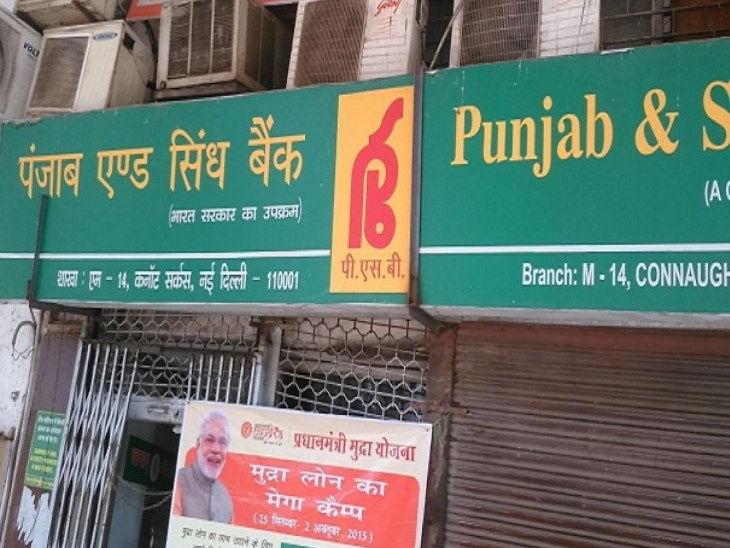 पंजाब एण्ड सिंध बैंक
(भारत सरकार का उपक्रम)
शाखा : एम - 14, कनॉट सर्कस, नई दिल्ली - 110001
पी.एस.बी.
Punjab & S
(A G
Branch: M - 14, CONNAUGH
प्रधानमंत्री मुद्रा योजना
मुद्रा लोन का
मेगा कैम्प
(25 सितम्बर- 2 अक्तूबर, 2015)
मुद्रा लोन का लाभ उठाने के लिए